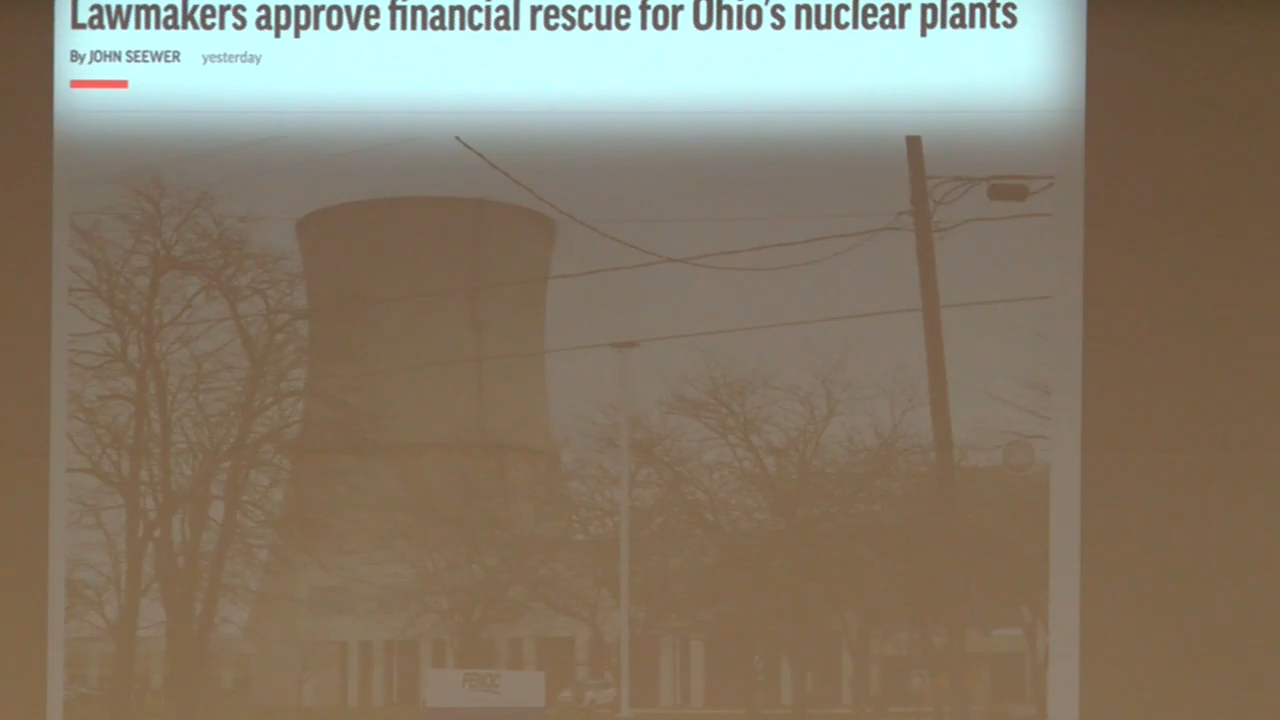 Lawmakers approve financial rescue for Ohio's nuclear plants
By JOHN SEEWER yesterday
FENOC